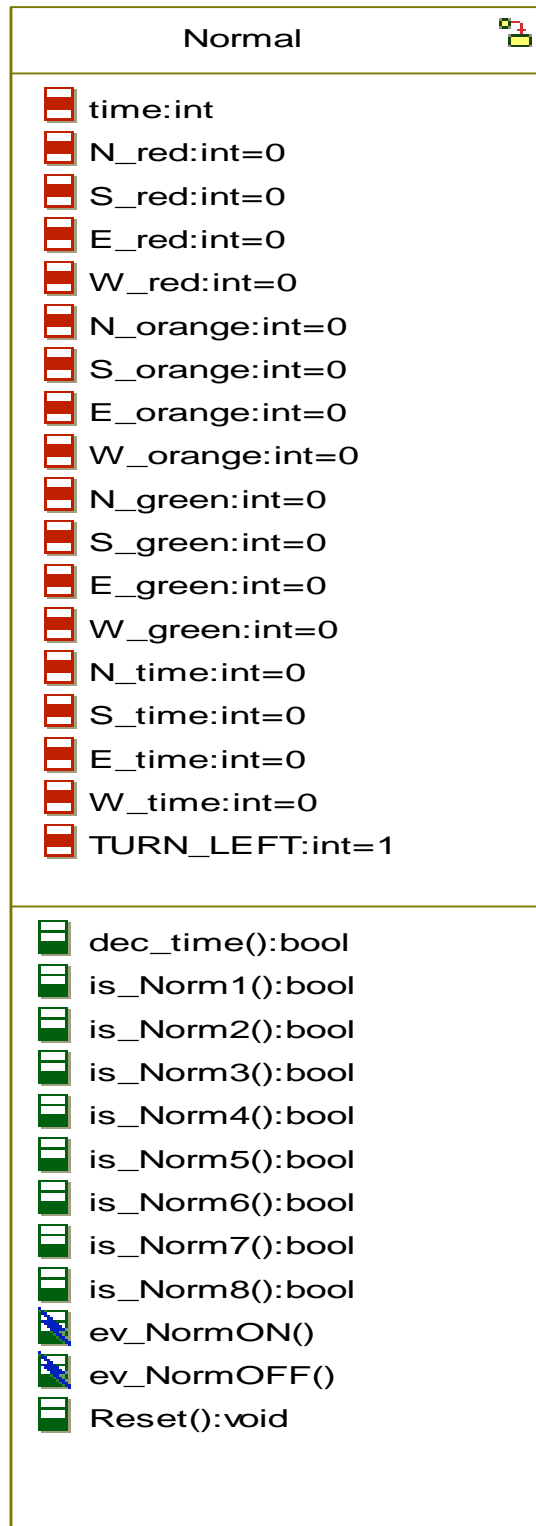 Normal
time:int
N_red:int=0
S_red:int=0
E_red:int=0
W_red:int=0
N_orange:int=0
S_orange:int=0
E_orange:int=0
W_orange:int=0
N_green:int=0
S_green:int=0
E_green:int=0
W_green:int=0
N_time:int=0
S_time:int=0
E_time:int=0
W_time:int=0
TURN_LEFT:int=1
dec_time():bool
is_Norm1():bool
is_Norm2():bool
is_Norm3():bool
is_Norm4():bool
is_Norm5():bool
is_Norm6():bool
is_Norm7():bool
is_Norm8():bool
ev_NormON()
ev_NormOFF()
Reset():void